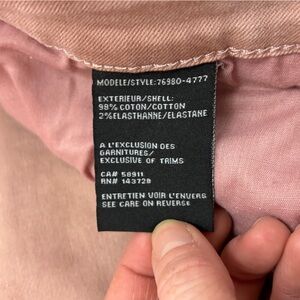 MODELE/STYLE:76980-4777
EXTERIEUR/SHELL:
98% COTON/COTTON
2%ELASTHANNE/ELASTANE
A L'EXCLUSION DES
GARNITURES/
EXCLUSIVE OF TRIMS
CA# 58911
RN# 143728
ENTRETIEN VOIR L'ENVERS
SEE CARE ON REVERSE